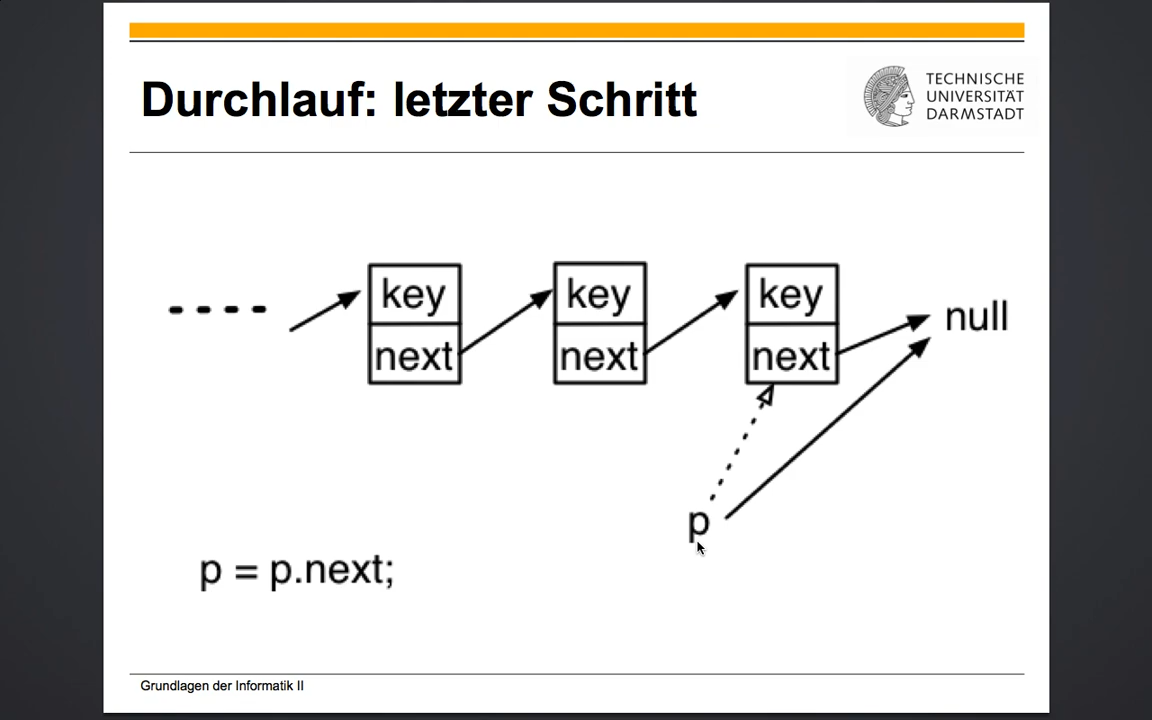 Durchlauf: letzter Schritt
TECHNISCHE
UNIVERSITÄT
DARMSTADT
key
key
key
null
next
next
next
p
p = p.next;
Grundlagen der Informatik II